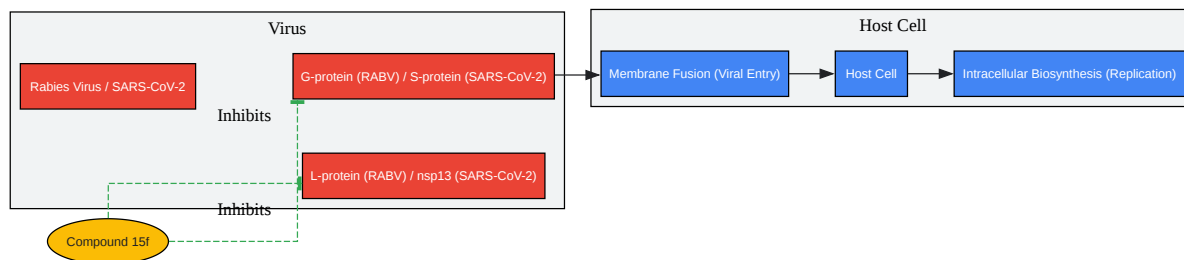 Virus
Host Cell
Rabies Virus / SARS-CoV-2
G-protein (RABV) / S-protein (SARS-CoV-2)
Membrane Fusion (Viral Entry)
Host Cell
Intracellular Biosynthesis (Replication)
Inhibits
L-protein (RABV) / nsp13 (SARS-CoV-2)
Inhibits
Compound 15f